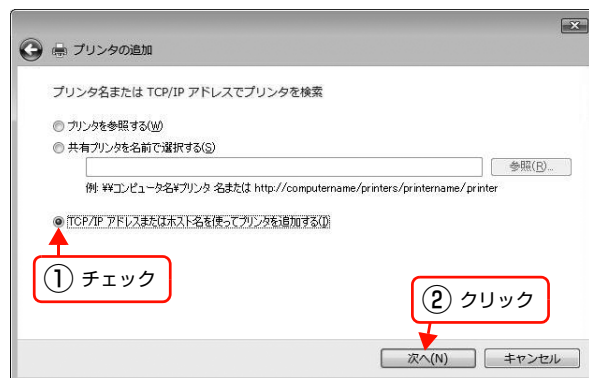 プリンタの追加
プリンタ名または TCP/IP アドレスでプリンタを検索
プリンタを参照する(W)
共有プリンタを名前で選択する(S)
参照(R)...
例: ¥¥コンピュータ名¥プリンタ名または http://computername/printers/printername/printer
TCP/IP アドレスまたはホスト名を使ってプリンタを追加する(I)
① チェック
② クリック
次へ(N)
キャンセル